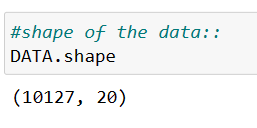 #shape of the data::
DATA.shape
(10127, 20)